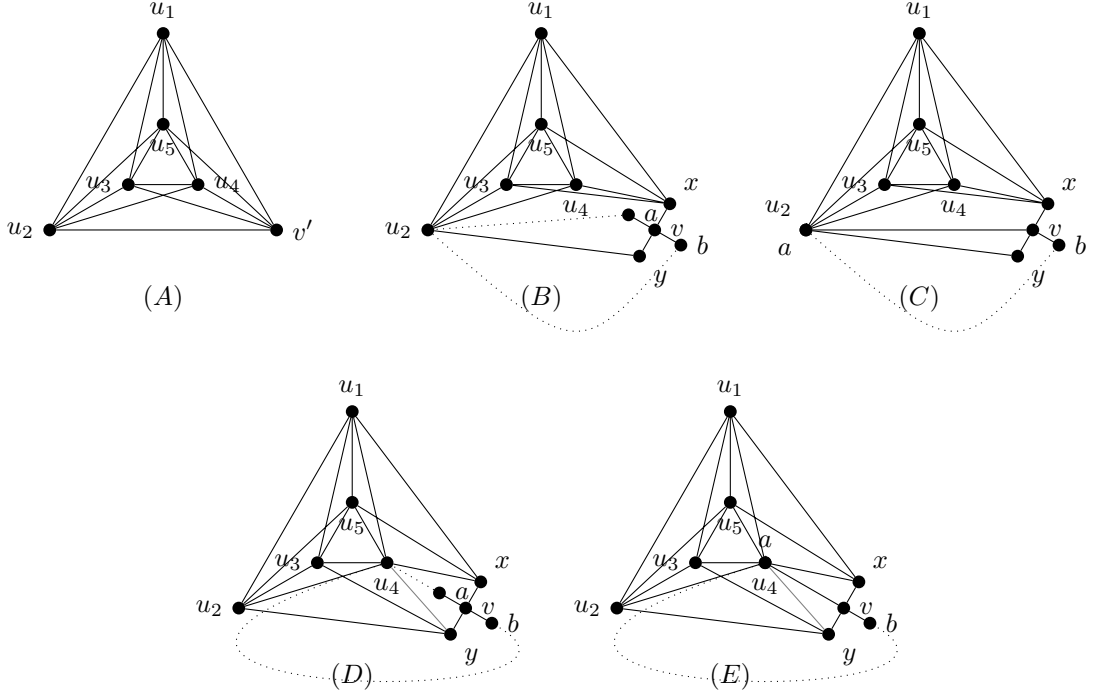 u₁ u₁ u₁
u₅ u₅ u₅
u₃ u₄ u₃ x u₃ x
u₄ u₂ u₄
u₂ v′ u₂ a v v
b a b
y y
(A) (B) (C)
u₁ u₁
u₅ u₅
a
u₃ x u₃ x
u₄ a u₄
u₂ v u₂ v
b b
y y
(D) (E)